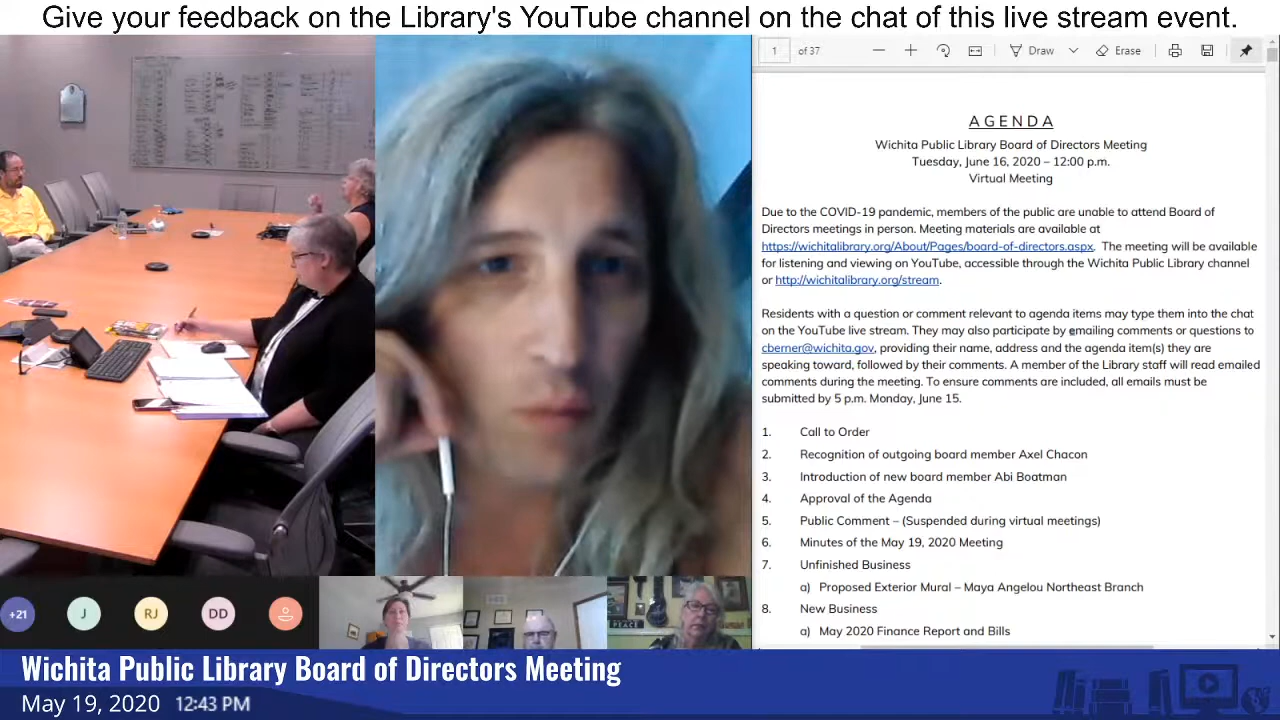 Give your feedback on the Library's YouTube channel on the chat of this live stream event.
1 of 37
Draw
Erase
AGENDA
Wichita Public Library Board of Directors Meeting
Tuesday, June 16, 2020 – 12:00 p.m.
Virtual Meeting
Due to the COVID-19 pandemic, members of the public are unable to attend Board of
Directors meetings in person. Meeting materials are available at
https://wichitalibrary.org/About/Pages/board-of-directors.aspx. The meeting will be available
for listening and viewing on YouTube, accessible through the Wichita Public Library channel
or http://wichitalibrary.org/stream.
Residents with a question or comment relevant to agenda items may type them into the chat
on the YouTube live stream. They may also participate by emailing comments or questions to
cberner@wichita.gov, providing their name, address and the agenda item(s) they are
speaking toward, followed by their comments. A member of the Library staff will read emailed
comments during the meeting. To ensure comments are included, all emails must be
submitted by 5 p.m. Monday, June 15.
1. Call to Order
2. Recognition of outgoing board member Axel Chacon
3. Introduction of new board member Abi Boatman
4. Approval of the Agenda
5. Public Comment – (Suspended during virtual meetings)
6. Minutes of the May 19, 2020 Meeting
7. Unfinished Business
a) Proposed Exterior Mural – Maya Angelou Northeast Branch
8. New Business
a) May 2020 Finance Report and Bills
+21
J
RJ
DD
PEACE
Wichita Public Library Board of Directors Meeting
May 19, 2020 12:43 PM